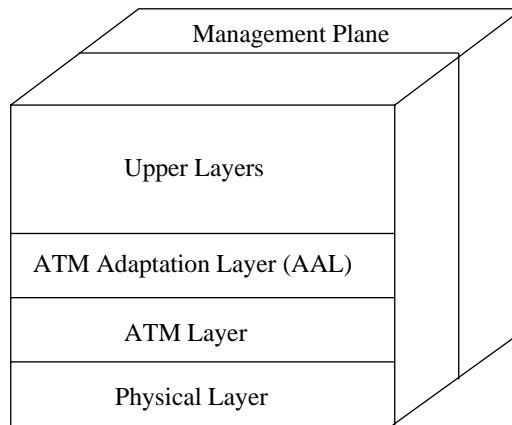 Management Plane
Upper Layers
ATM Adaptation Layer (AAL)
ATM Layer
Physical Layer